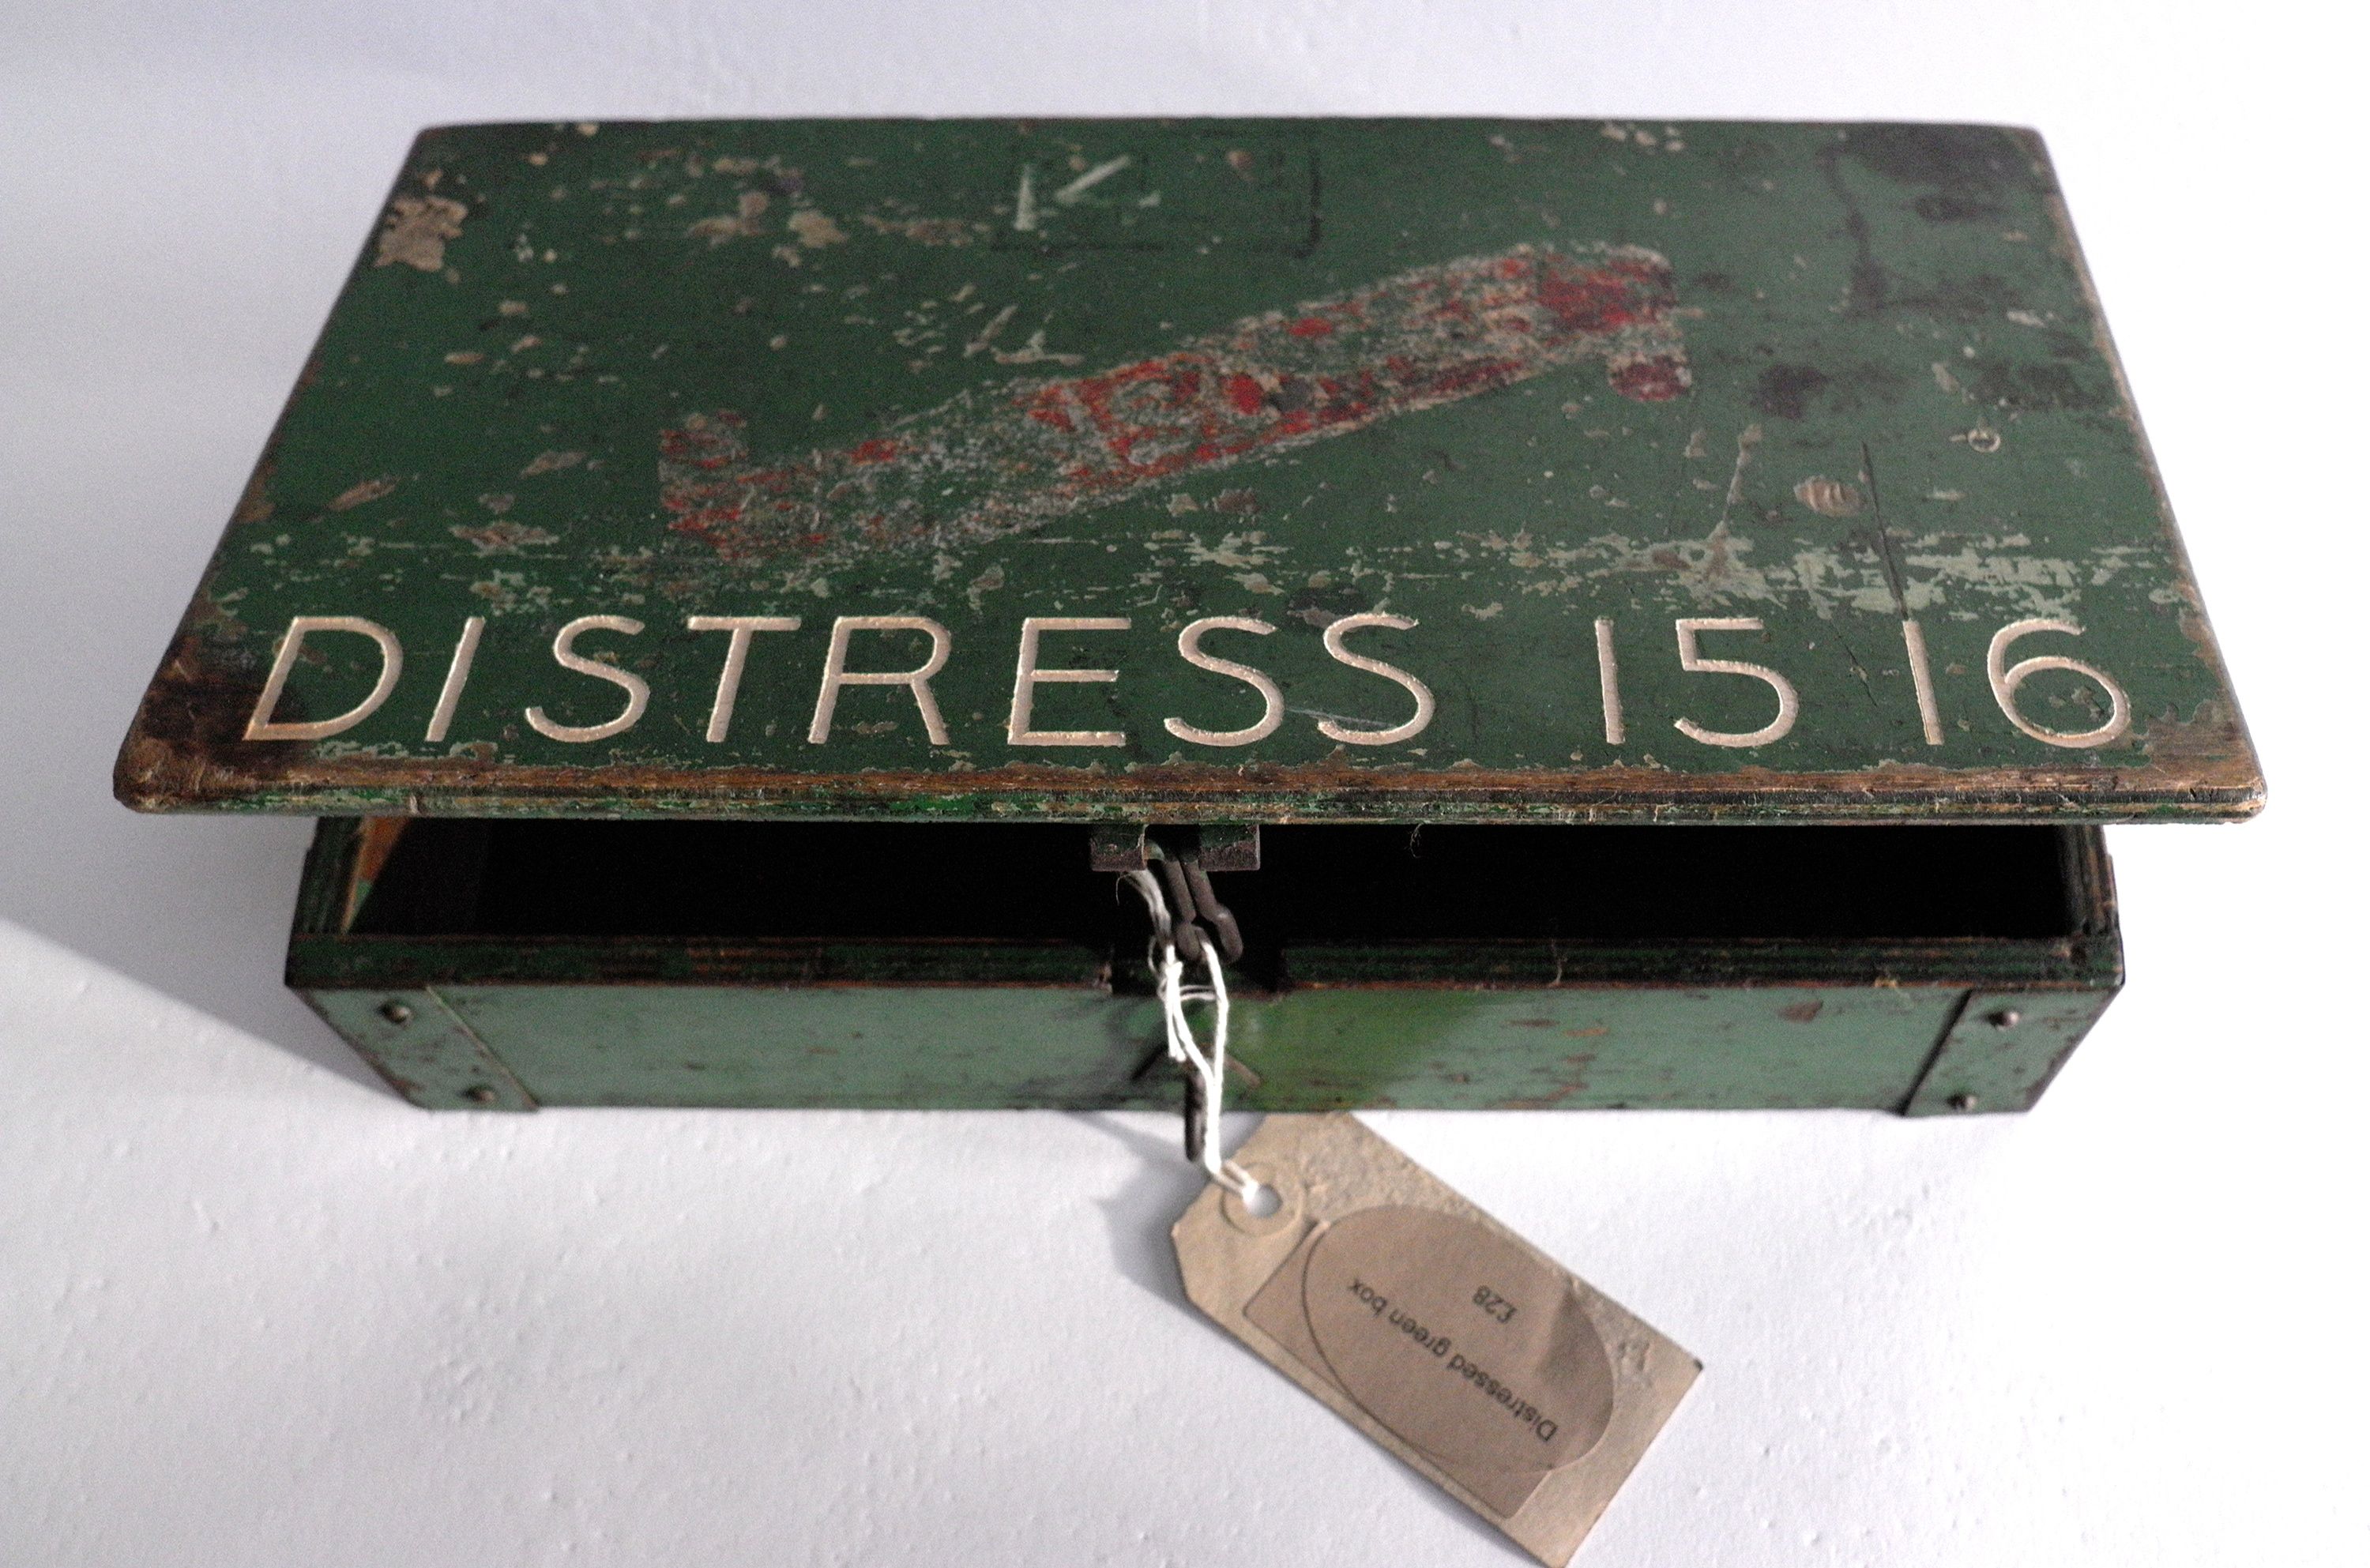 K
DISTRESS 1516
Distressed green box
£28